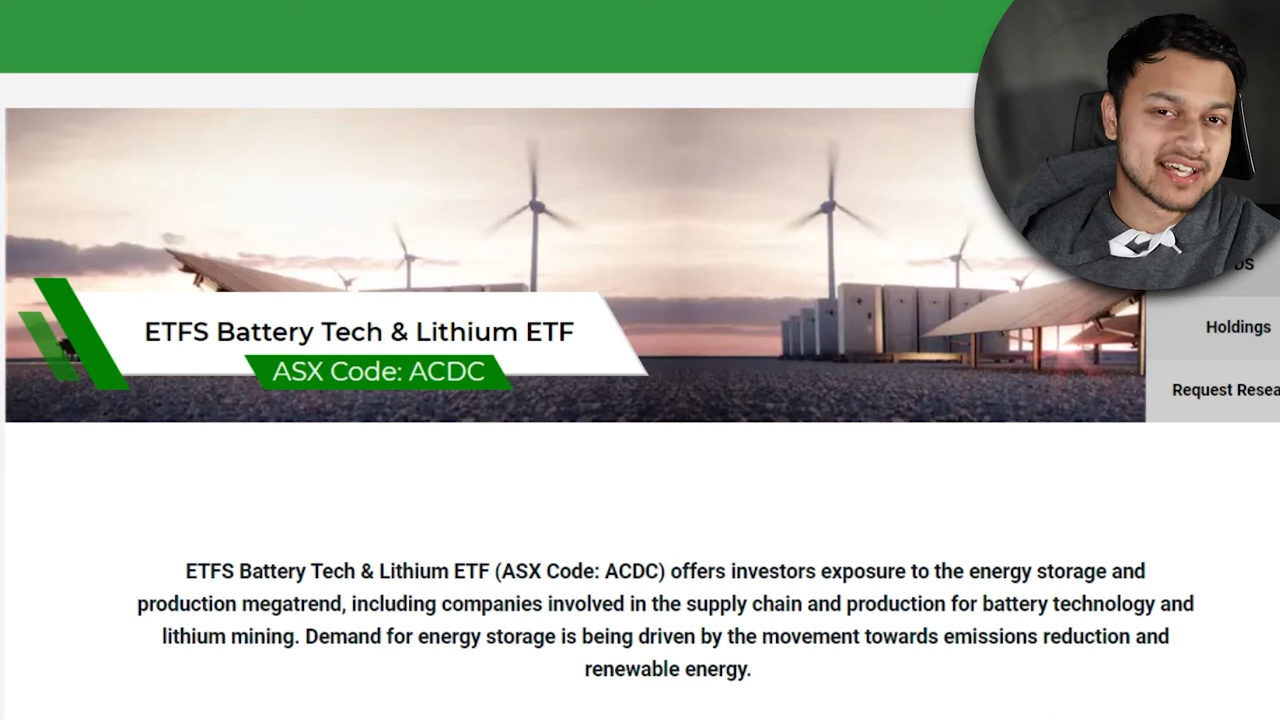 ETFS Battery Tech & Lithium ETF
ASX Code: ACDC
Holdings
Request
ETFS Battery Tech & Lithium ETF (ASX Code: ACDC) offers investors exposure to the energy storage and
production megatrend, including companies involved in the supply chain and production for battery technology and
lithium mining. Demand for energy storage is being driven by the movement towards emissions reduction and
renewable energy.